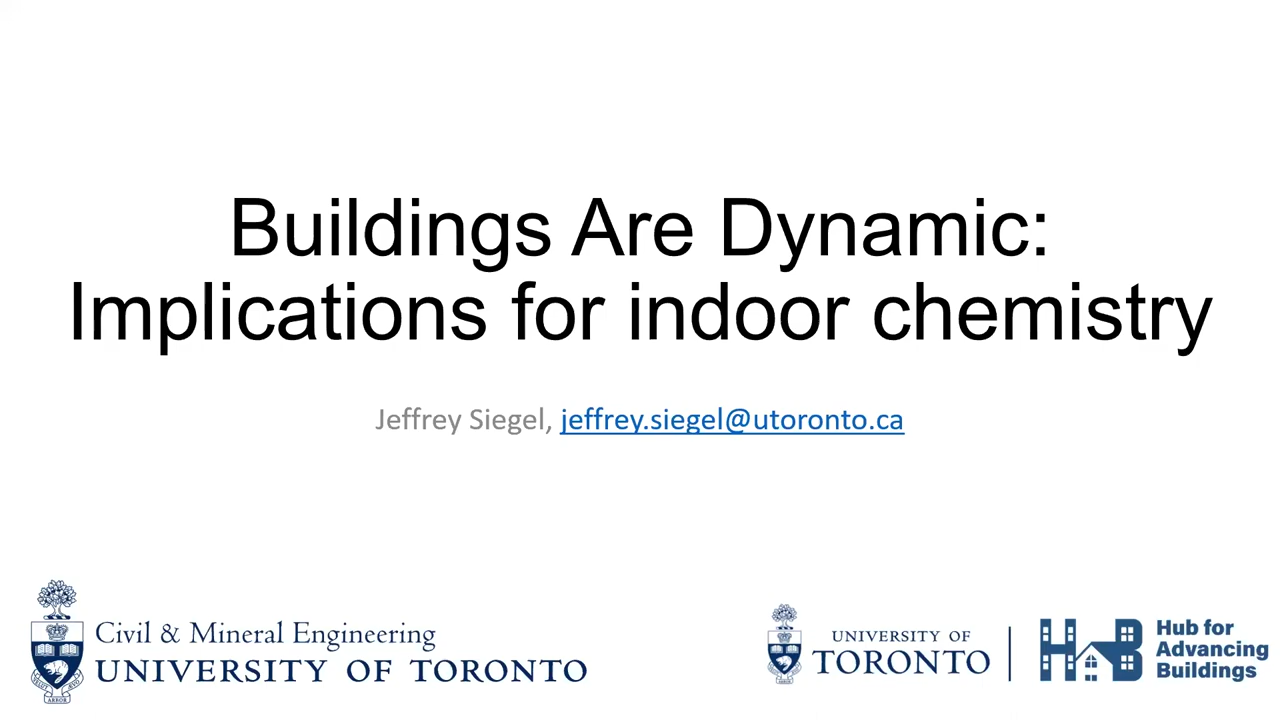 Buildings Are Dynamic:
Implications for indoor chemistry
Jeffrey Siegel, jeffrey.siegel@utoronto.ca
Civil & Mineral Engineering
UNIVERSITY OF TORONTO
UNIVERSITY OF
TORONTO
HAB
Hub for
Advancing
Buildings